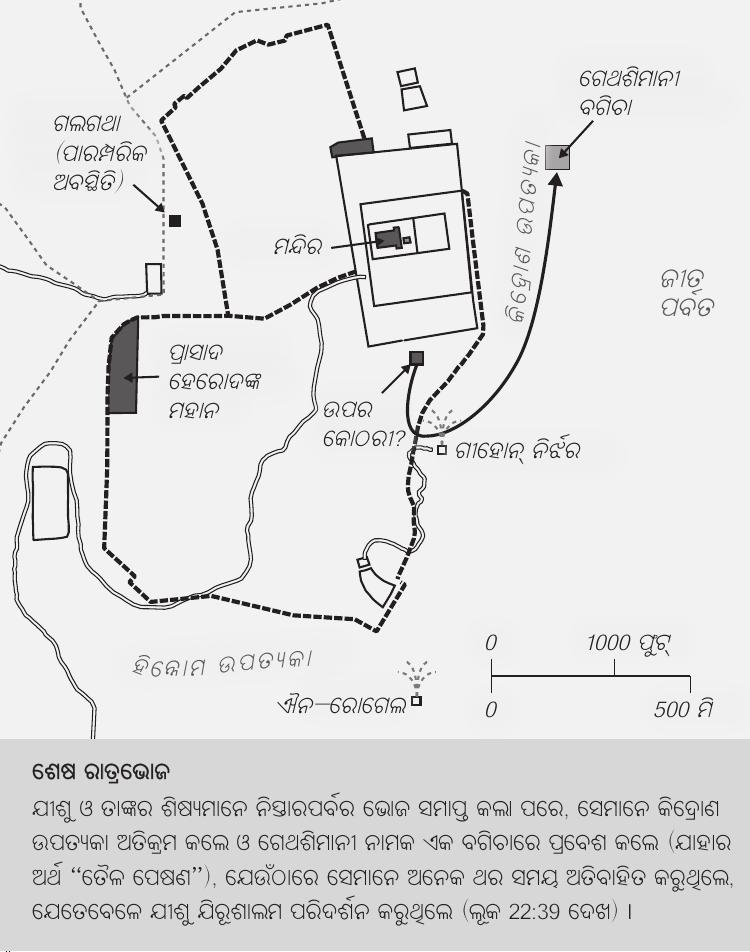 ଗେଥଶିମାନୀ
ବଗିଚା
ଗଲଗଥା
(ପାରମ୍ପରିକ
ଅବସ୍ଥିତି)
କିଦ୍ରୋଣ ଉପତ୍ୟକା
ମନ୍ଦିର
ଜୀତ
ପର୍ବତ
ପ୍ରାସାଦ
ହେରୋଦଙ୍କ
ମହାନ
ଉପର
କୋଠରୀ?
ଗୀହୋନ୍ ନିର୍ଝର
ହିନ୍ନୋମ ଉପତ୍ୟକା
ଐନ-ରୋଗେଲ
0 1000 ଫୁଟ୍
0 500 ମି
ଶେଷ ରାତ୍ରଭୋଜ
ଯୀଶୁ ଓ ତାଙ୍କର ଶିଷ୍ୟମାନେ ନିସ୍ତାରପର୍ବର ଭୋଜ ସମାପ୍ତ କଲା ପରେ, ସେମାନେ କିଦ୍ରୋଣ
ଉପତ୍ୟକା ଅତିକ୍ରମ କଲେ ଓ ଗେଥଶିମାନୀ ନାମକ ଏକ ବଗିଚାରେ ପ୍ରବେଶ କଲେ (ଯାହାର
ଅର୍ଥ “ତୈଳ ପେଷଣ”), ଯେଉଁଠାରେ ସେମାନେ ଅନେକ ଥର ସମୟ ଅତିବାହିତ କରୁଥିଲେ,
ଯେତେବେଳେ ଯୀଶୁ ଯିରୂଶାଲମ ପରିଦର୍ଶନ କରୁଥିଲେ (ଲୂକ 22:39 ଦେଖ) ।